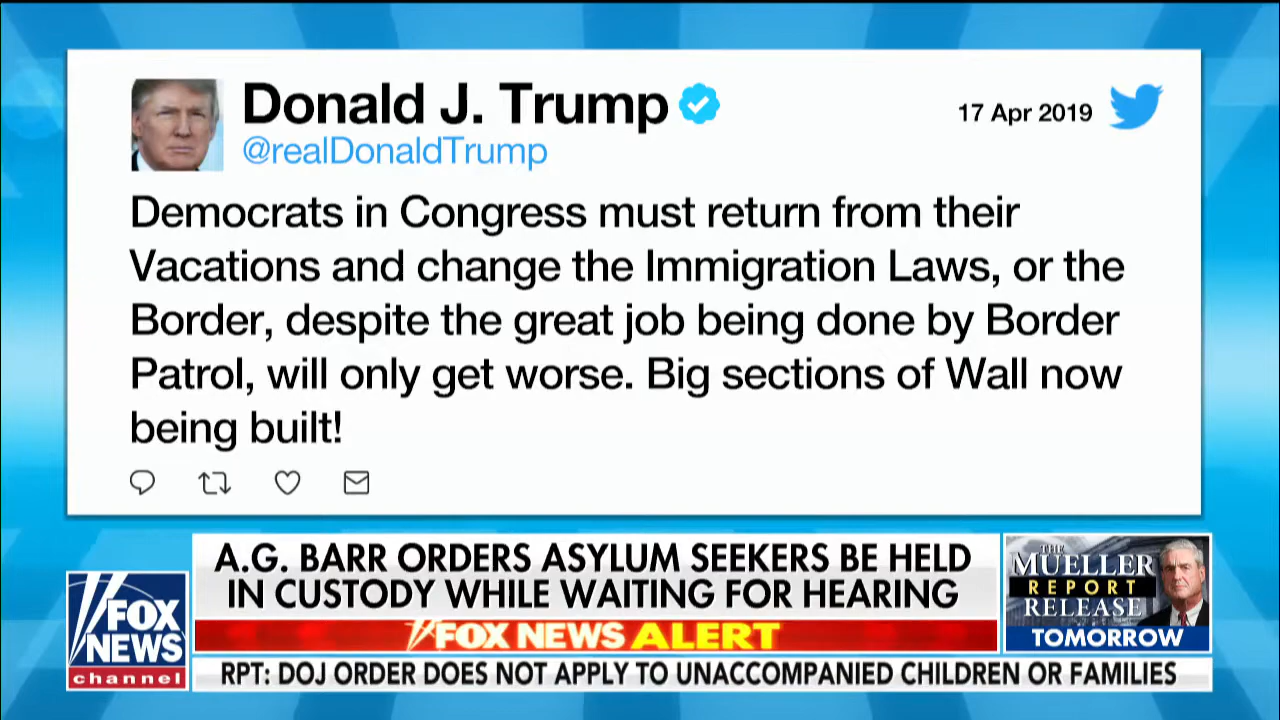 Donald J. Trump
@realDonaldTrump
17 Apr 2019
Democrats in Congress must return from their
Vacations and change the Immigration Laws, or the
Border, despite the great job being done by Border
Patrol, will only get worse. Big sections of Wall now
being built!
A.G. BARR ORDERS ASYLUM SEEKERS BE HELD
IN CUSTODY WHILE WAITING FOR HEARING
FOX NEWS ALERT
THE
MUELLER
REPORT
RELEASE
TOMORROW
FOX
NEWS
channel
RPT: DOJ ORDER DOES NOT APPLY TO UNACCOMPANIED CHILDREN OR FAMILIES